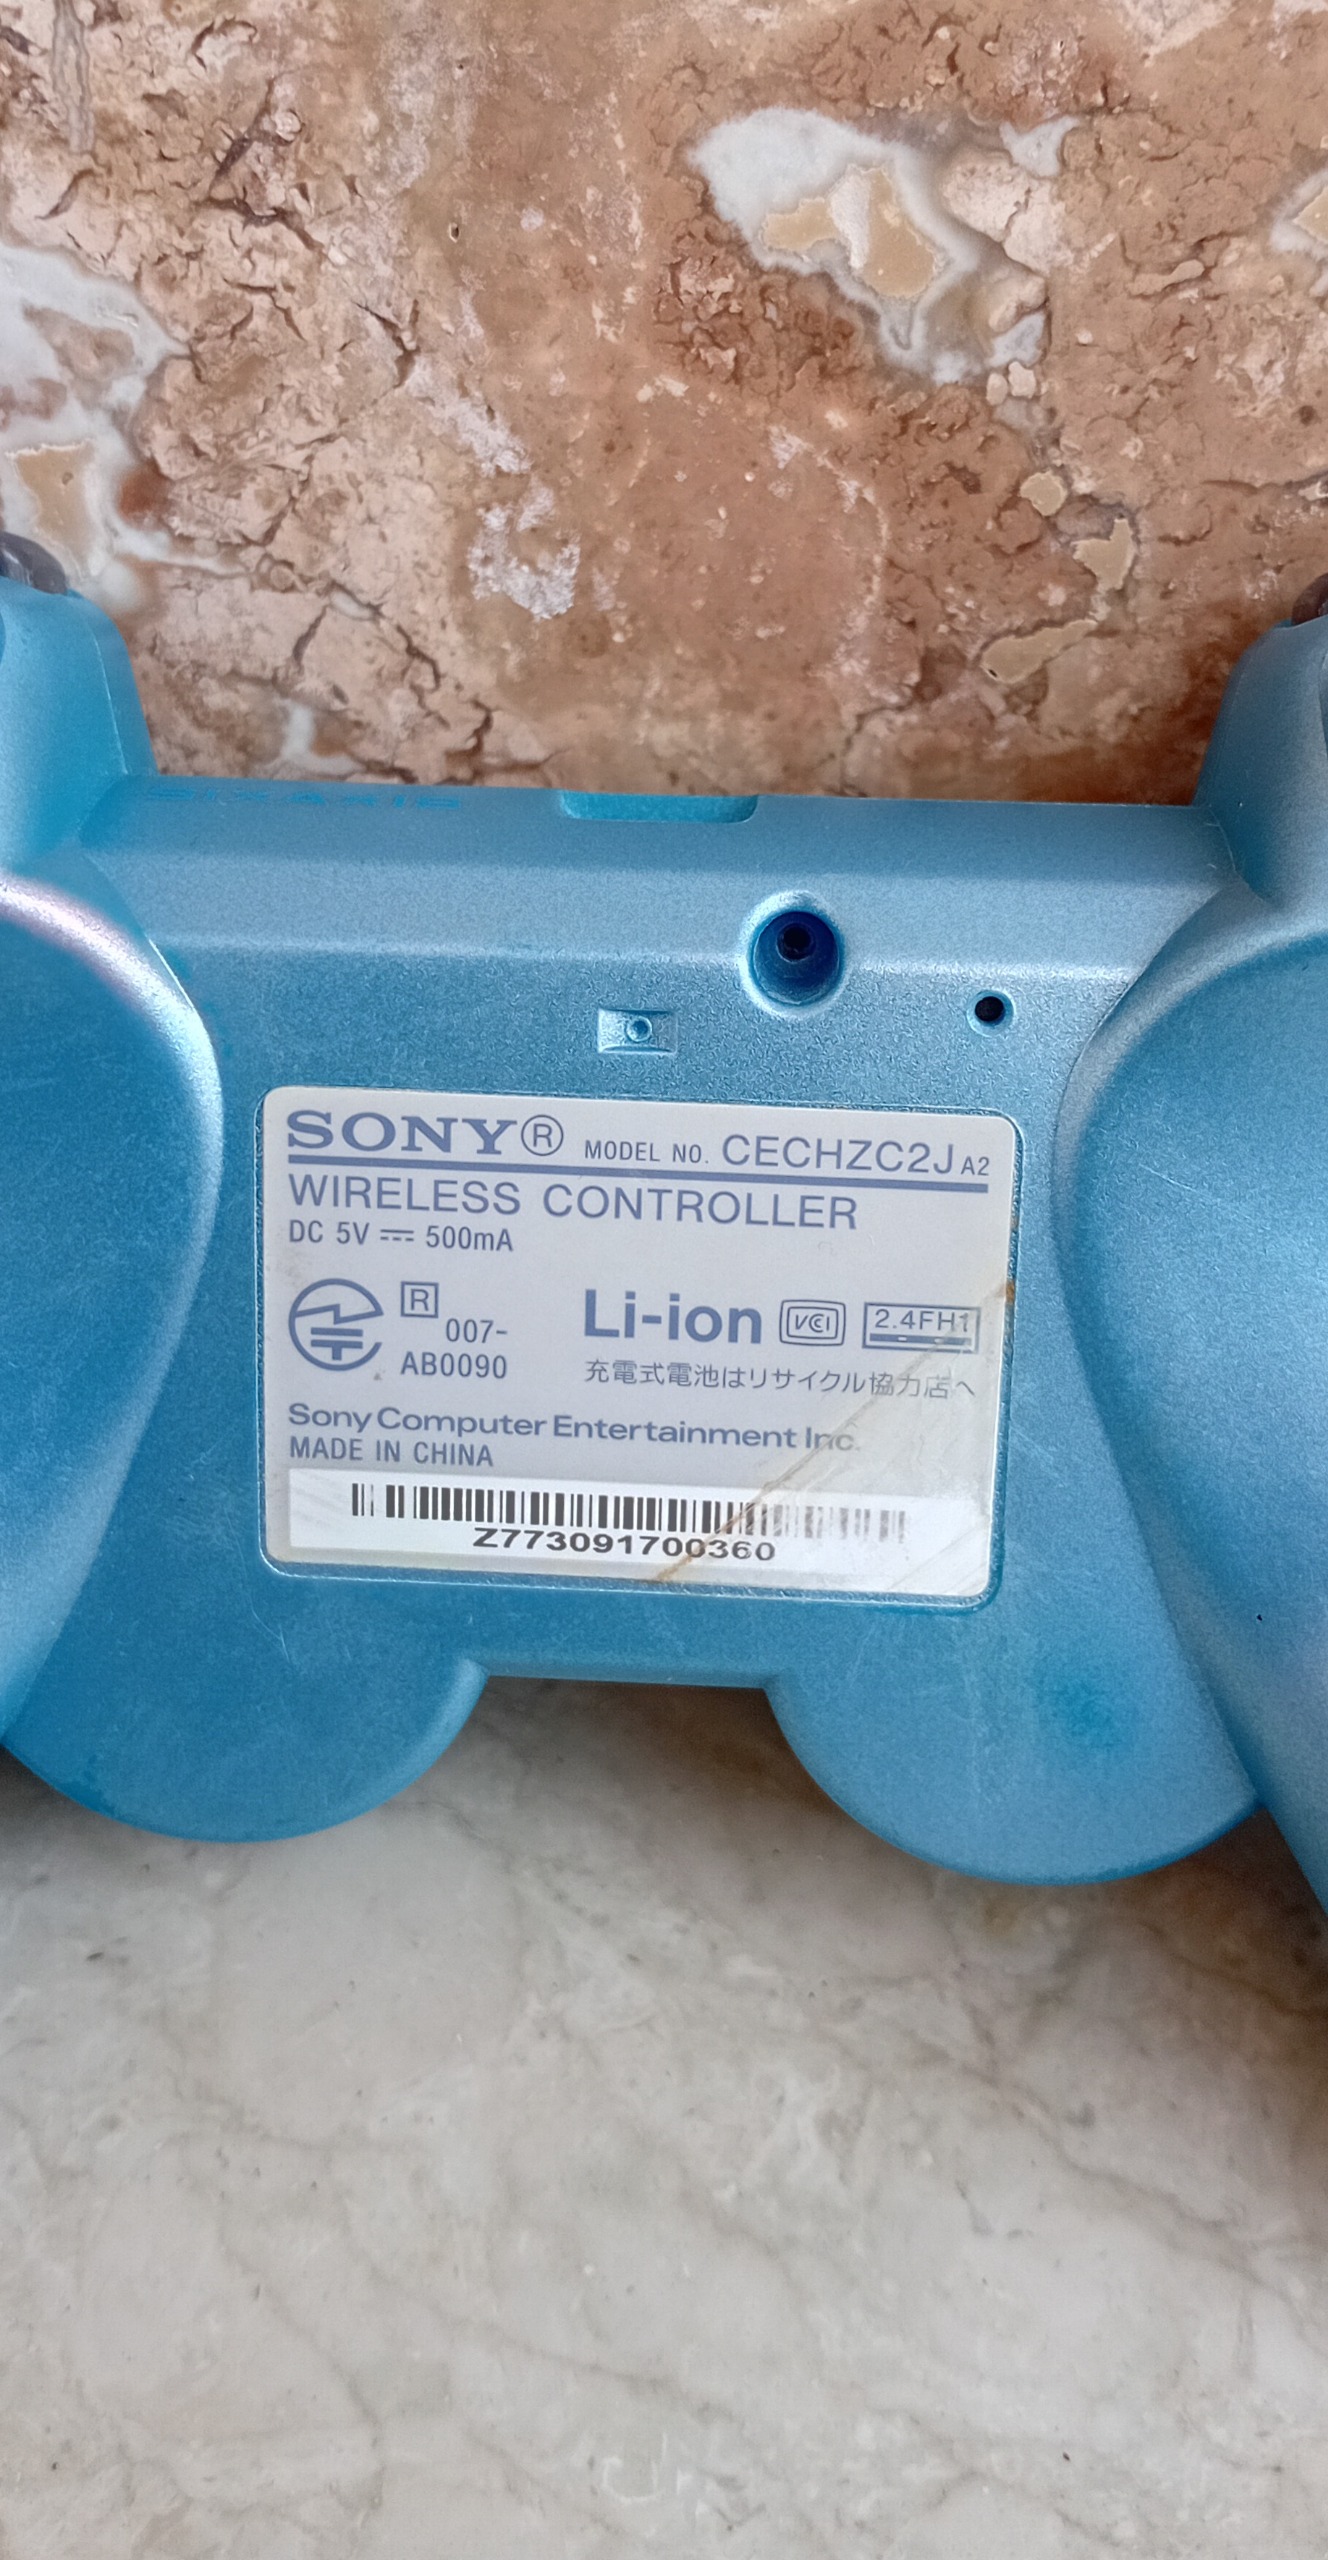 SIXAXIS
SONY® MODEL NO. CECHZC2J A2
WIRELESS CONTROLLER
DC 5V ⎓ 500mA
R 007-
AB0090
Li-ion VCI 2.4FH1
充電式電池はリサイクル協力店へ
Sony Computer Entertainment Inc.
MADE IN CHINA
Z773091700360